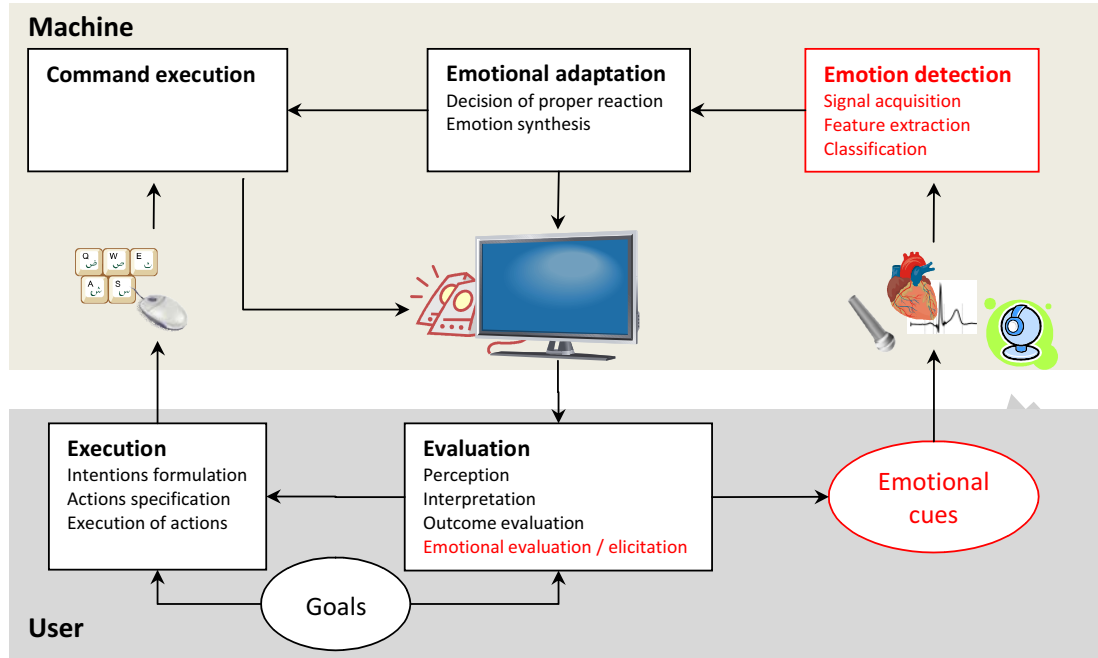 Machine
Command execution
Emotional adaptation
Decision of proper reaction
Emotion synthesis
Emotion detection
Signal acquisition
Feature extraction
Classification
Q ض
W ص
E ث
A ش
S س
Execution
Intentions formulation
Actions specification
Execution of actions
Evaluation
Perception
Interpretation
Outcome evaluation
Emotional evaluation / elicitation
Emotional
cues
Goals
User